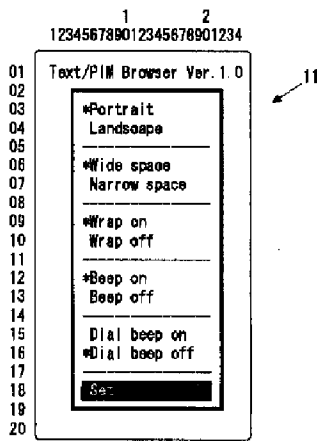 1 2
123456789012345678901234
01 Text/PIM Browser Ver.1.0
11
02
03 *Portrait
04 Landscape
05
06 *Wide space
07 Narrow space
08
09 *Wrap on
10 Wrap off
11
12 *Beep on
13 Beep off
14
15 Dial beep on
16 *Dial beep off
17
18 Set
19
20